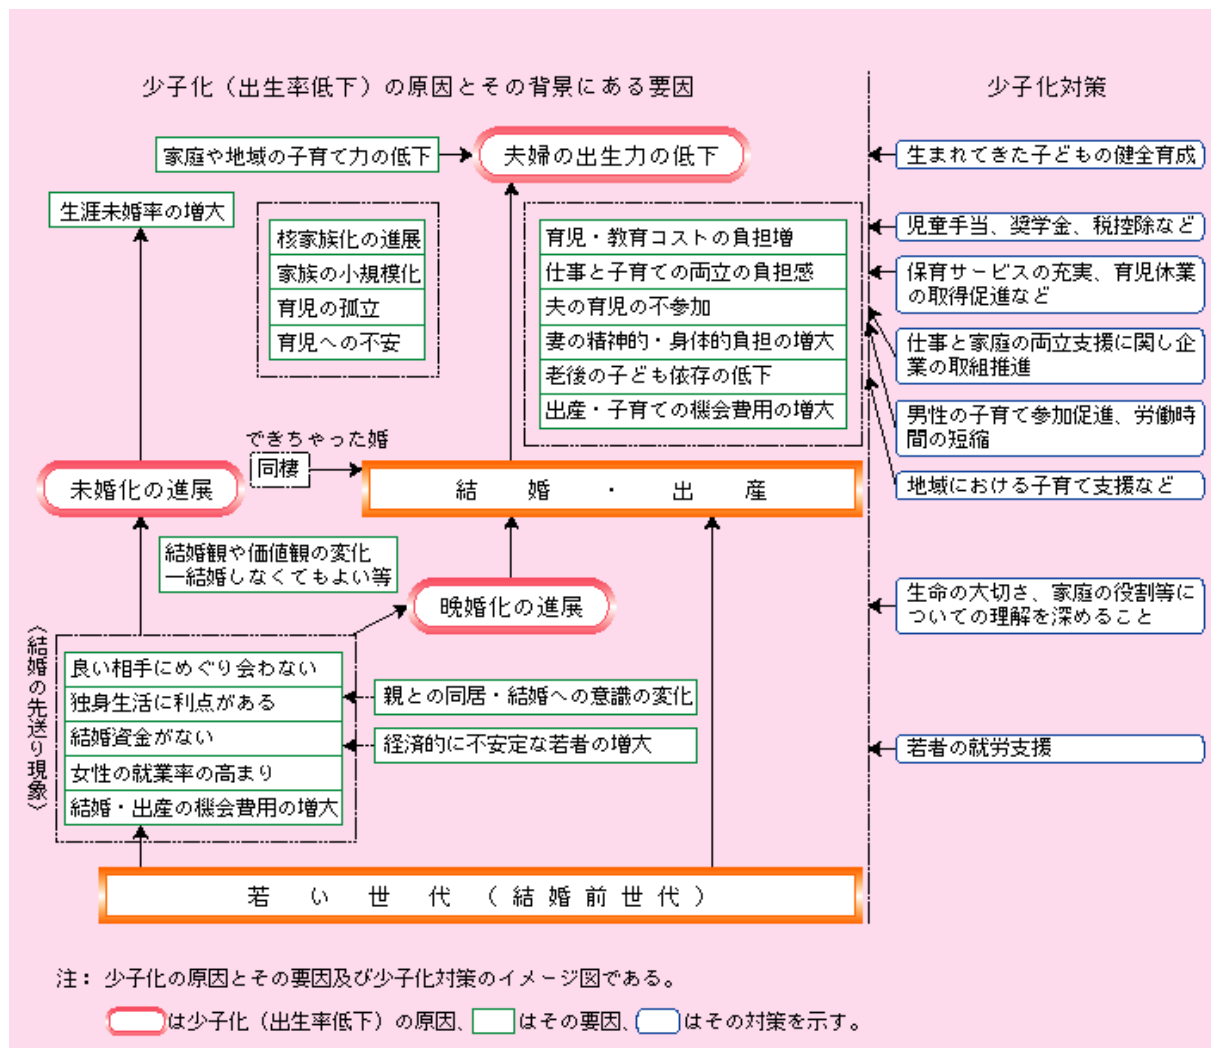 少子化（出生率低下）の原因とその背景にある要因
少子化対策
家庭や地域の子育て力の低下
夫婦の出生力の低下
生まれてきた子どもの健全育成
生涯未婚率の増大
核家族化の進展
家族の小規模化
育児の孤立
育児への不安
育児・教育コストの負担増
仕事と子育ての両立の負担感
夫の育児の不参加
妻の精神的・身体的負担の増大
老後の子ども依存の低下
出産・子育ての機会費用の増大
児童手当、奨学金、税控除など
保育サービスの充実、育児休業
の取得促進など
仕事と家庭の両立支援に関し企
業の取組推進
男性の子育て参加促進、労働時
間の短縮
地域における子育て支援など
できちゃった婚
同棲
未婚化の進展
結婚・出産
結婚観や価値観の変化
―結婚しなくてもよい等
晩婚化の進展
生命の大切さ、家庭の役割等に
ついての理解を深めること
〈結婚の先送り現象〉
良い相手にめぐり会わない
独身生活に利点がある
結婚資金がない
女性の就業率の高まり
結婚・出産の機会費用の増大
親との同居・結婚への意識の変化
経済的に不安定な若者の増大
若者の就労支援
若い世代（結婚前世代）
注：少子化の原因とその要因及び少子化対策のイメージ図である。
は少子化（出生率低下）の原因、はその要因、はその対策を示す。